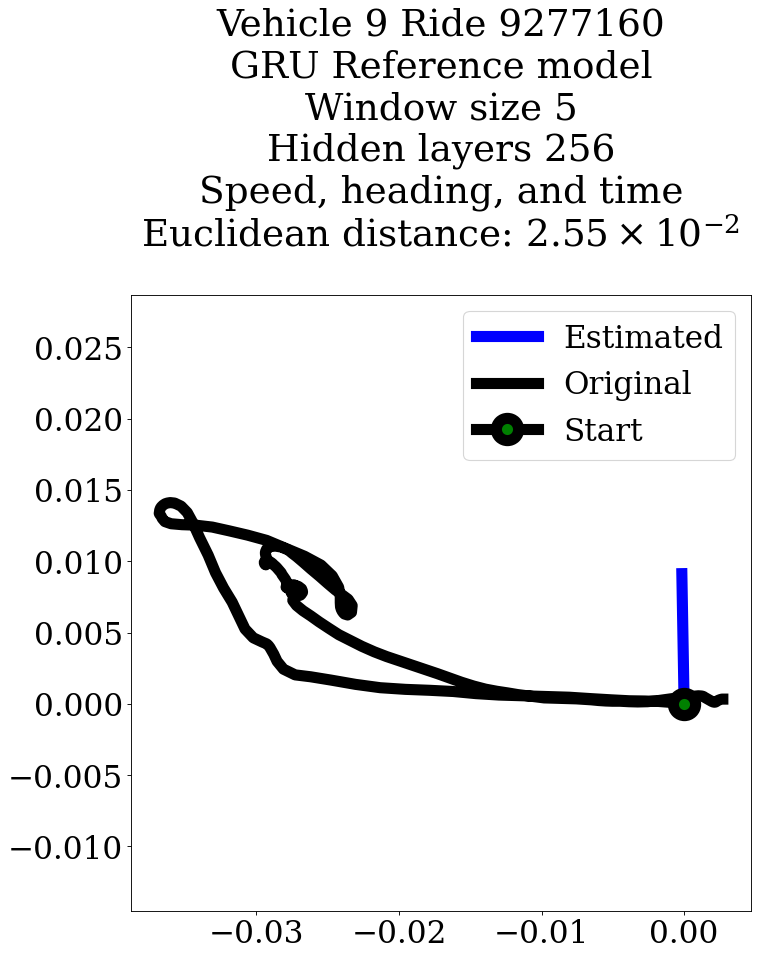 Vehicle 9 Ride 9277160
GRU Reference model
Window size 5
Hidden layers 256
Speed, heading, and time
Euclidean distance: 2.55 × 10⁻²
Estimated
Original
Start
0.025
0.020
0.015
0.010
0.005
0.000
−0.005
−0.010
−0.03 −0.02 −0.01 0.00